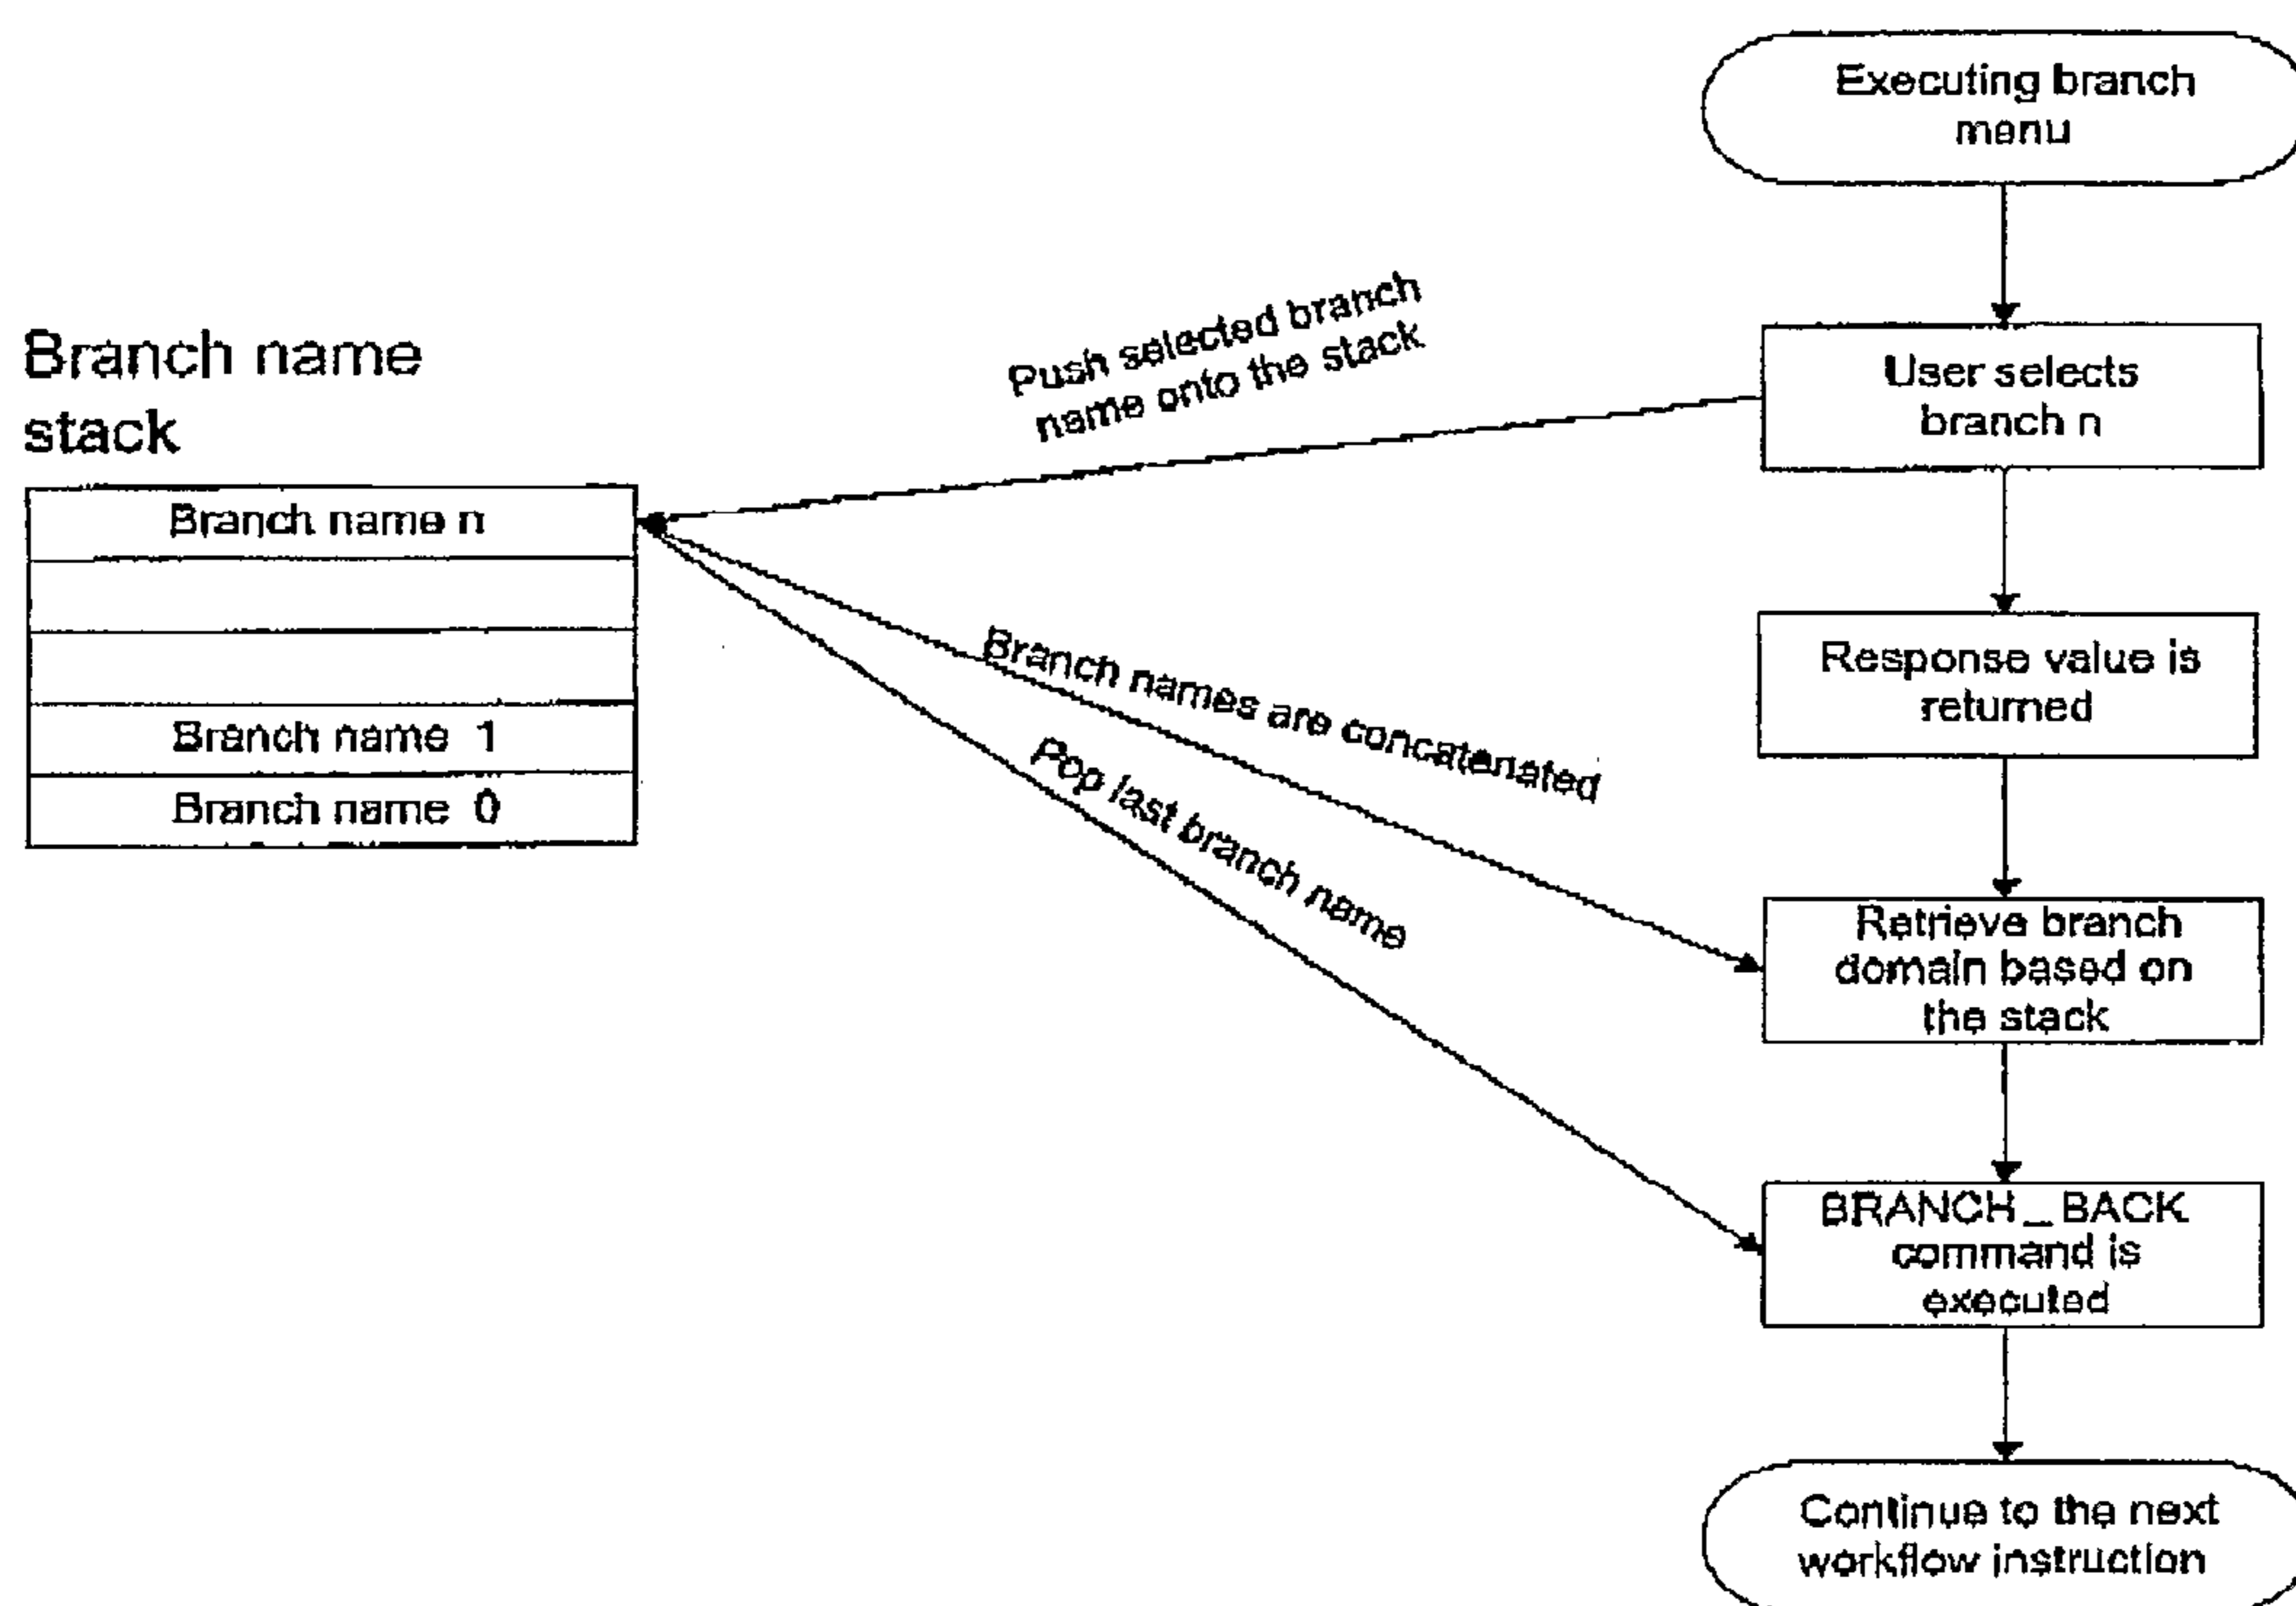 Executing branch
menu
Push selected branch
name onto the stack
Branch name
stack
User selects
branch n
Branch name n
Branch names are concatenated
Response value is
returned
Branch name 1
Pop last branch name
Branch name 0
Retrieve branch
domain based on
the stack
BRANCH_BACK
command is
executed
Continue to the next
workflow instruction